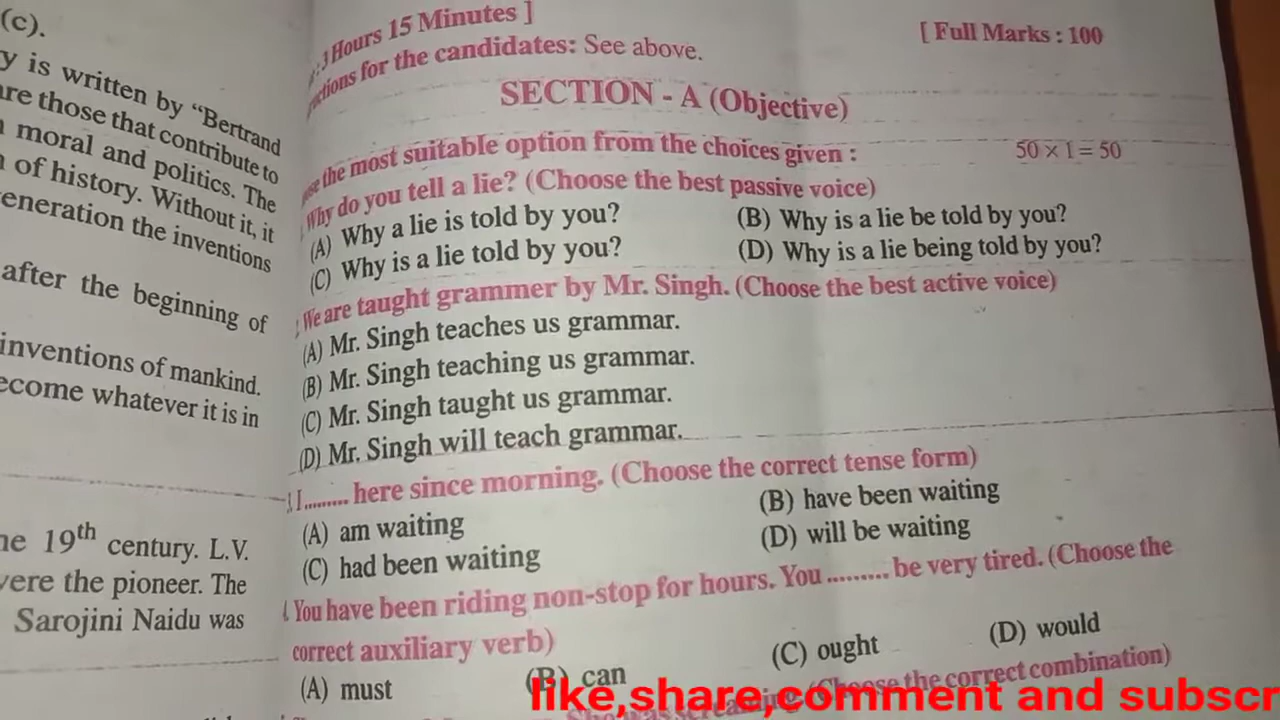 (c).
y is written by “Bertrand
are those that contribute to
moral and politics. The
of history. Without it, it
eneration the inventions
after the beginning of
inventions of mankind.
ecome whatever it is in
he 19th century. L.V.
vere the pioneer. The
Sarojini Naidu was
3 Hours 15 Minutes ]
[ Full Marks : 100
ctions for the candidates: See above.
SECTION - A (Objective)
the most suitable option from the choices given :
50 × 1 = 50
Why do you tell a lie? (Choose the best passive voice)
(A) Why a lie is told by you?
(B) Why is a lie be told by you?
(C) Why is a lie told by you?
(D) Why is a lie being told by you?
We are taught grammer by Mr. Singh. (Choose the best active voice)
(A) Mr. Singh teaches us grammar.
(B) Mr. Singh teaching us grammar.
(C) Mr. Singh taught us grammar.
(D) Mr. Singh will teach grammar.
I......... here since morning. (Choose the correct tense form)
(A) am waiting
(B) have been waiting
(C) had been waiting
(D) will be waiting
You have been riding non-stop for hours. You ......... be very tired. (Choose the
correct auxiliary verb)
(A) must
(B) can
(C) ought
(D) would
She was screaming (Choose the correct combination)
like,share,comment and subscr